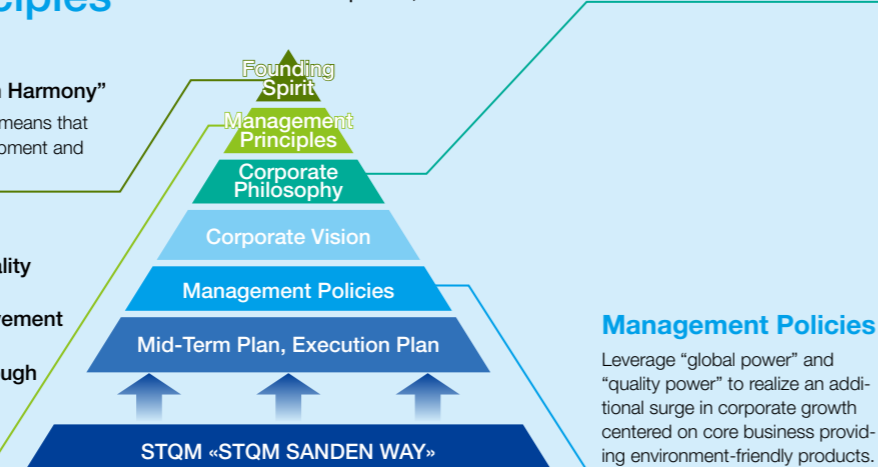 ciples
Harmony”
means that
pment and
ality
ement
ugh
Founding
Spirit
Management
Principles
Corporate
Philosophy
Corporate Vision
Management Policies
Mid-Term Plan, Execution Plan
STQM «STQM SANDEN WAY»
Management Policies
Leverage “global power” and
“quality power” to realize an addi-
tional surge in corporate growth
centered on core business provid-
ing environment-friendly products.